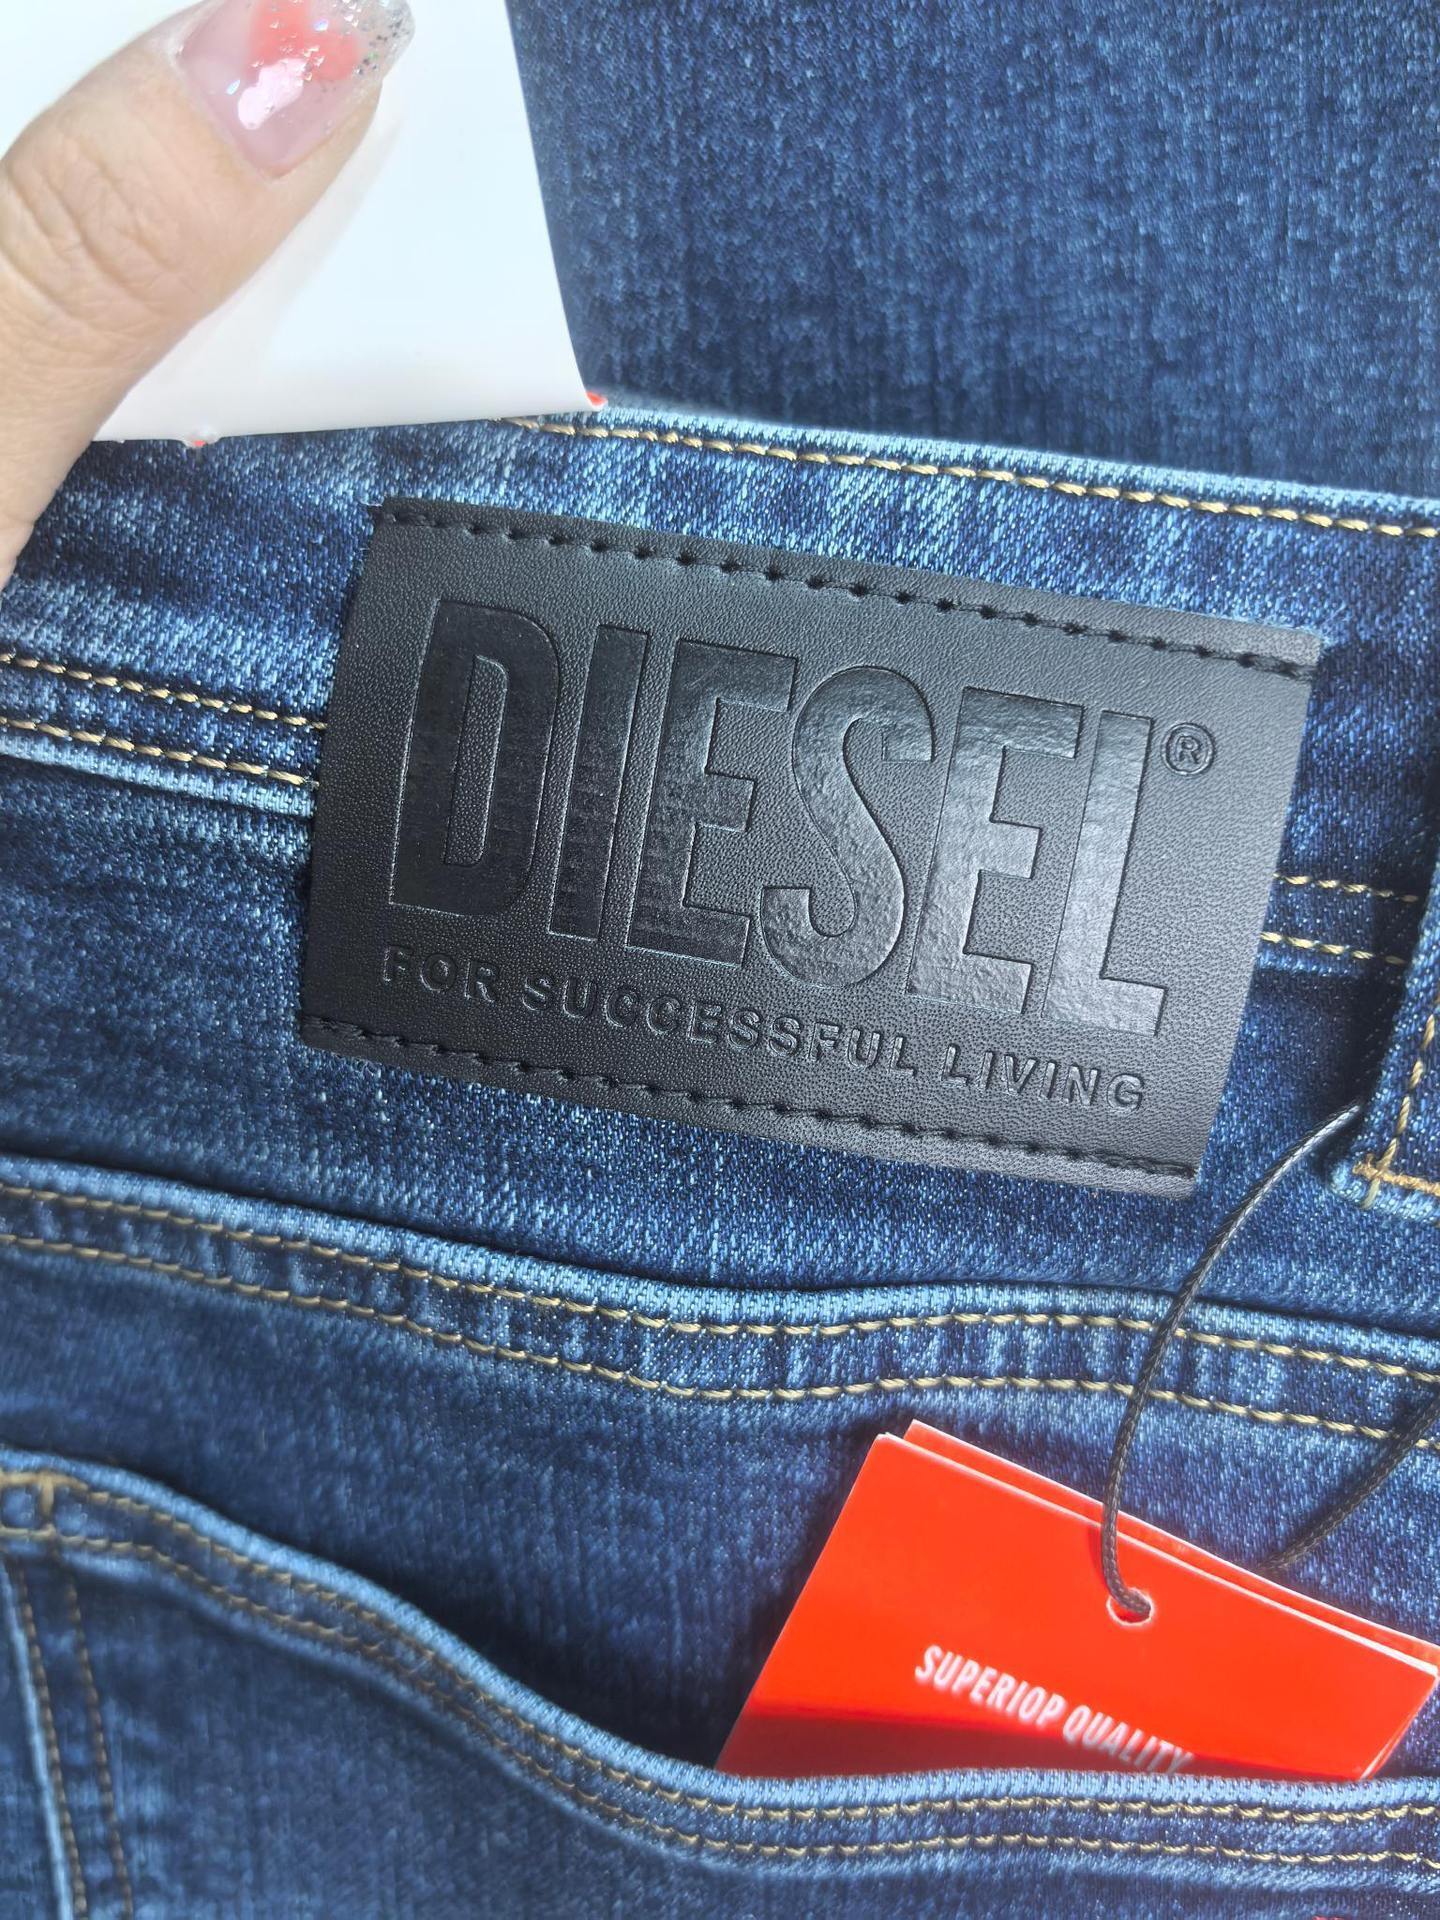 DIESEL®
FOR SUCCESSFUL LIVING
SUPERIOP QUALITY